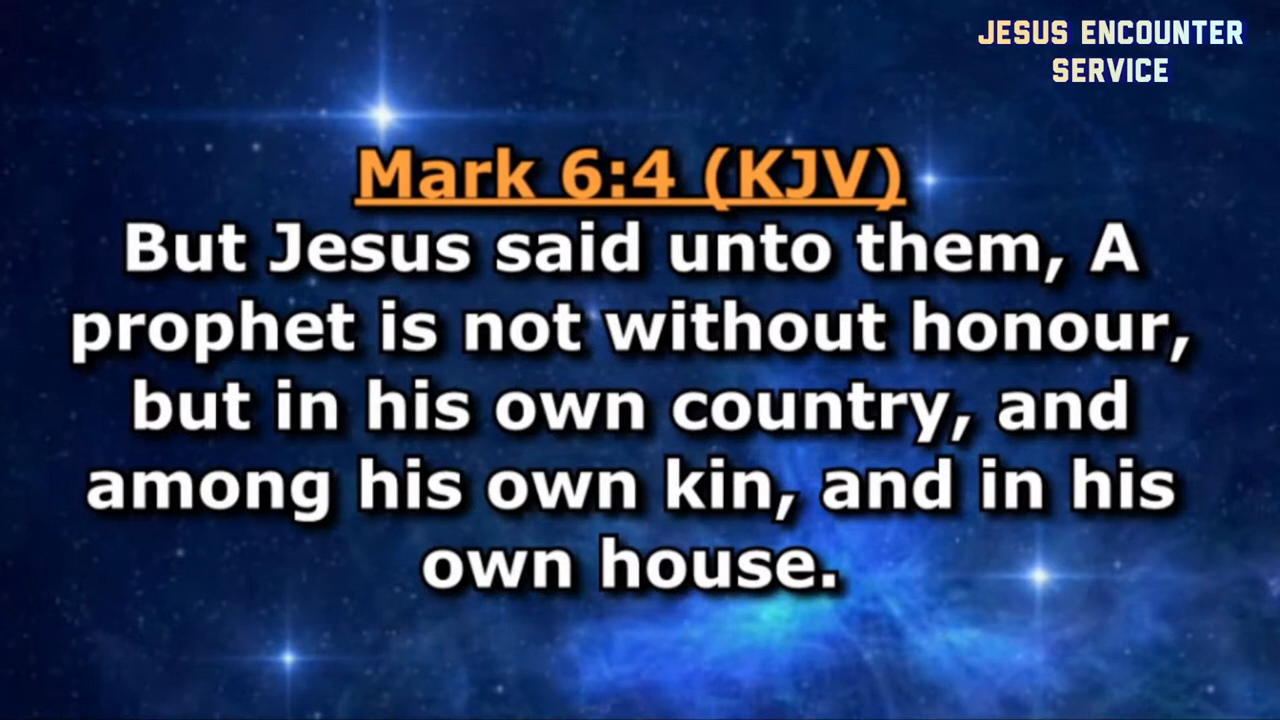 JESUS ENCOUNTER
SERVICE
Mark 6:4 (KJV)
But Jesus said unto them, A
prophet is not without honour,
but in his own country, and
among his own kin, and in his
own house.